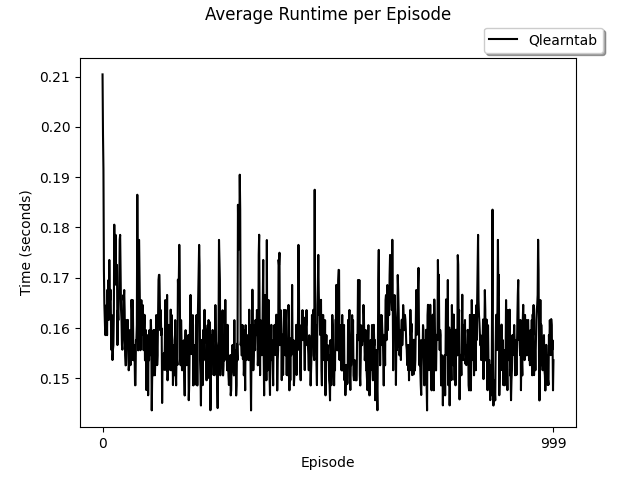 Average Runtime per Episode
Qlearntab
0.21
0.20
0.19
0.18
0.17
0.16
0.15
Time (seconds)
0
999
Episode